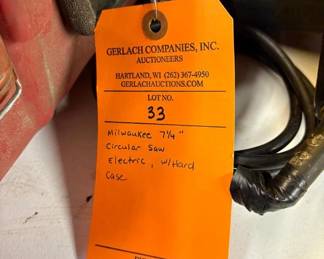 GERLACH COMPANIES, INC.
AUCTIONEERS
HARTLAND, WI (262) 367-4950
GERLACHAUCTIONS.COM
LOT NO.
33
Milwaukee 7¼"
Circular Saw
Electric, w/Hard
Case